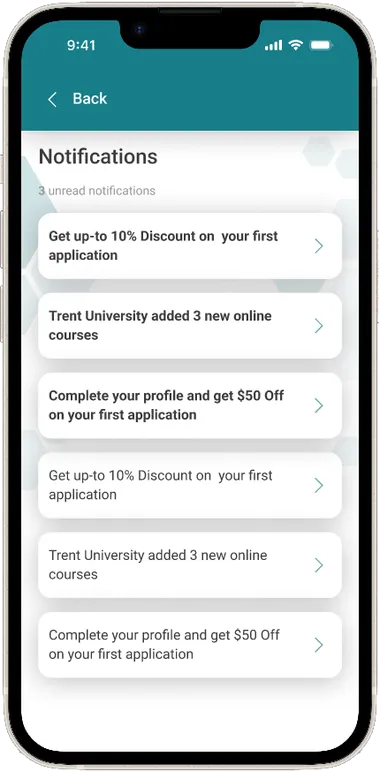 9:41
Back
Notifications
3 unread notifications
Get up-to 10% Discount on  your first
application
Trent University added 3 new online
courses
Complete your profile and get $50 Off
on your first application
Get up-to 10% Discount on  your first
application
Trent University added 3 new online
courses
Complete your profile and get $50 Off
on your first application